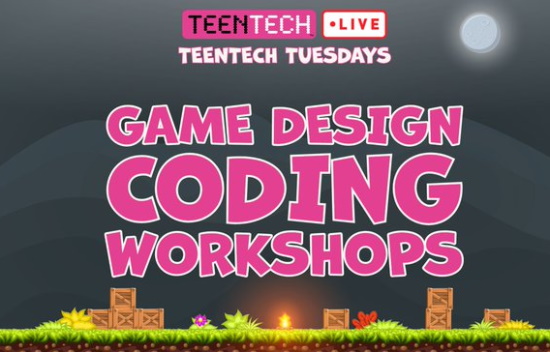 TEENTECH •LIVE
TEENTECH TUESDAYS
GAME DESIGN
CODING
WORKSHOPS